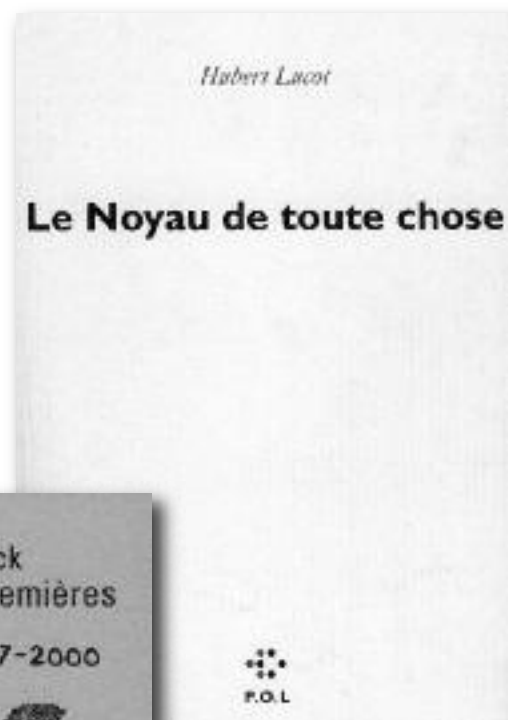 Hubert Lucot
Le Noyau de toute chose
P.O.L
ck
emières
7-2000